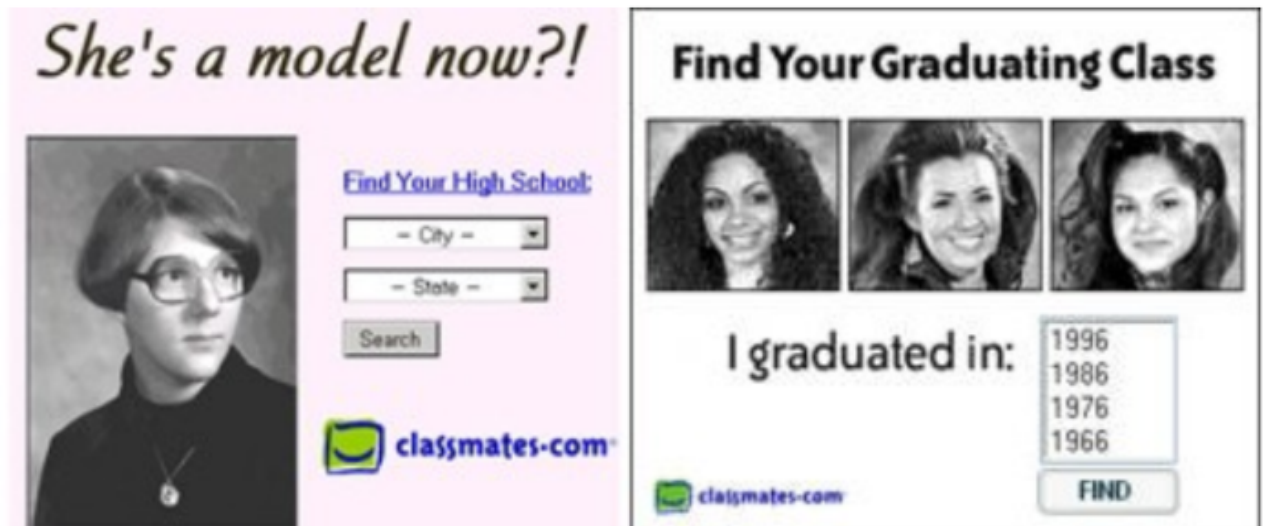 She's a model now?!
Find Your High School:
– City –
– State –
Search
classmates.com®
Find Your Graduating Class
I graduated in:
1996
1986
1976
1966
FIND
classmates.com